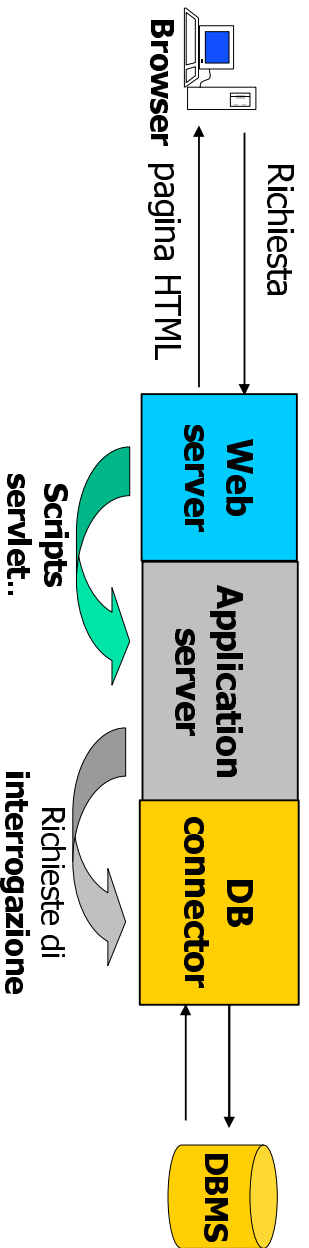 Richiesta
Browser
pagina HTML
Web
server
Application
server
DB
connector
DBMS
Scripts
servlet..
Richieste di
interrogazione